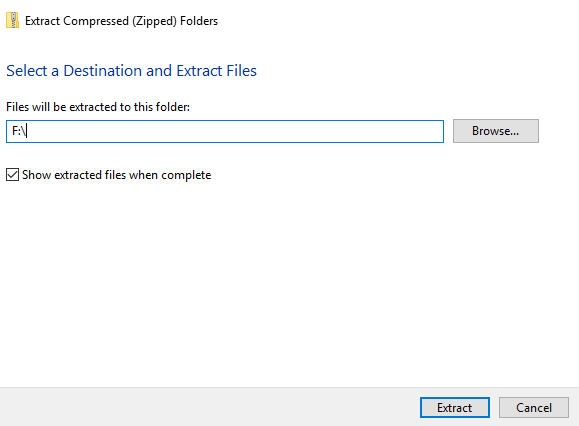 Extract Compressed (Zipped) Folders
Select a Destination and Extract Files
Files will be extracted to this folder:
F:\
Browse...
Show extracted files when complete
Extract
Cancel